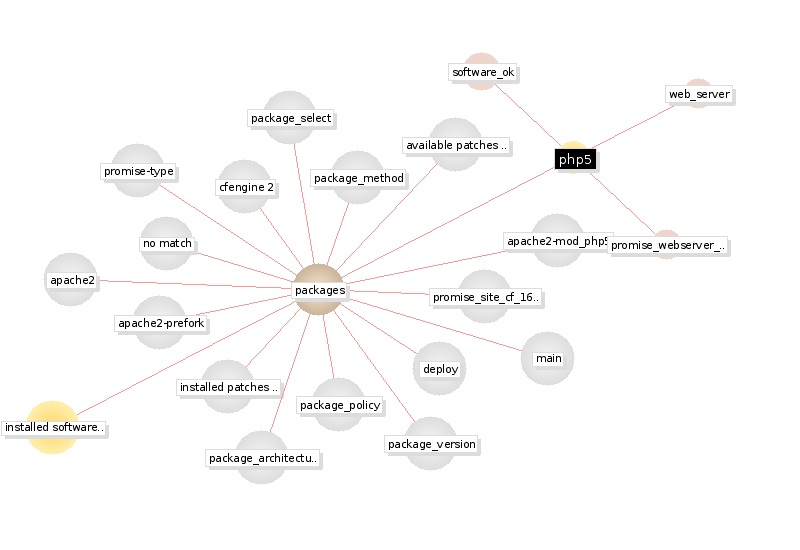 software_ok
web_server
package_select
available patches ..
php5
promise-type
package_method
cfengine 2
no match
apache2-mod_php5
promise_webserver_..
apache2
packages
promise_site_cf_16..
apache2-prefork
main
deploy
installed patches ..
package_policy
installed software..
package_version
package_architectu..